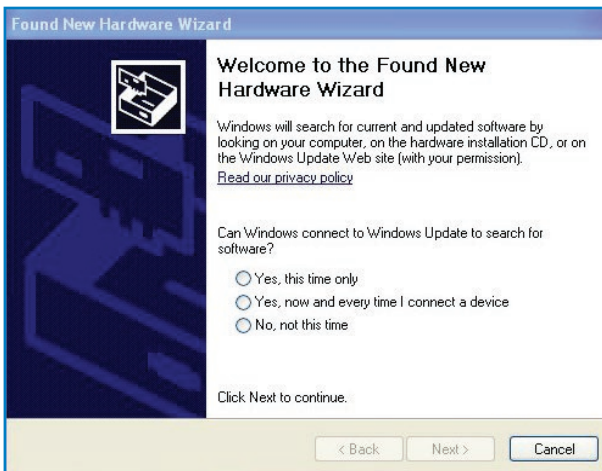 Found New Hardware Wizard
Welcome to the Found New
Hardware Wizard
Windows will search for current and updated software by
looking on your computer, on the hardware installation CD, or on
the Windows Update Web site (with your permission).
Read our privacy policy
Can Windows connect to Windows Update to search for
software?
Yes, this time only
Yes, now and every time I connect a device
No, not this time
Click Next to continue.
< Back Next > Cancel